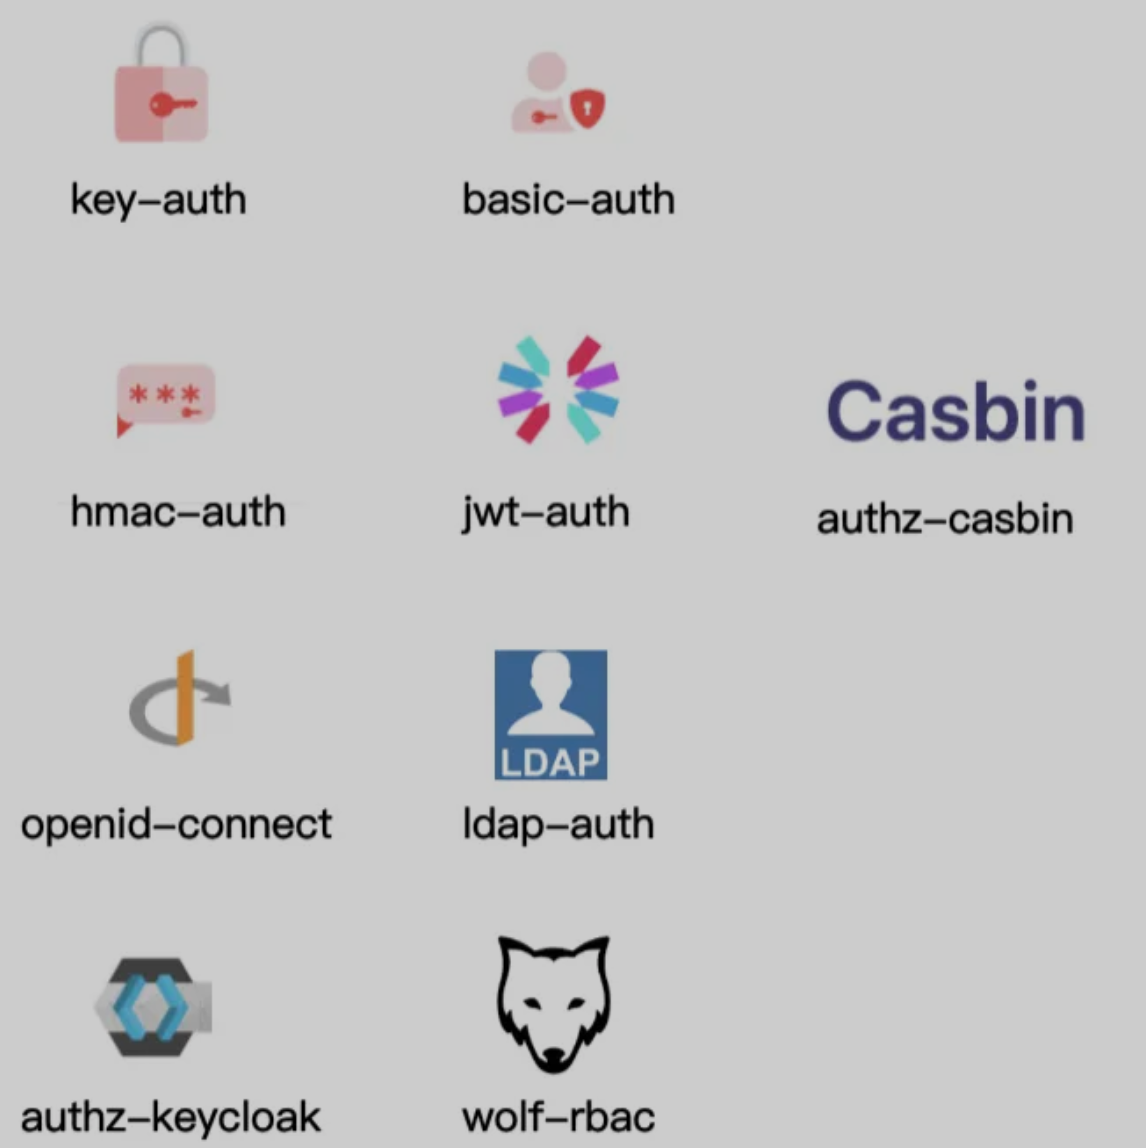 key–auth
basic–auth
***
hmac–auth
jwt–auth
Casbin
authz–casbin
openid–connect
LDAP
ldap–auth
authz–keycloak
wolf–rbac